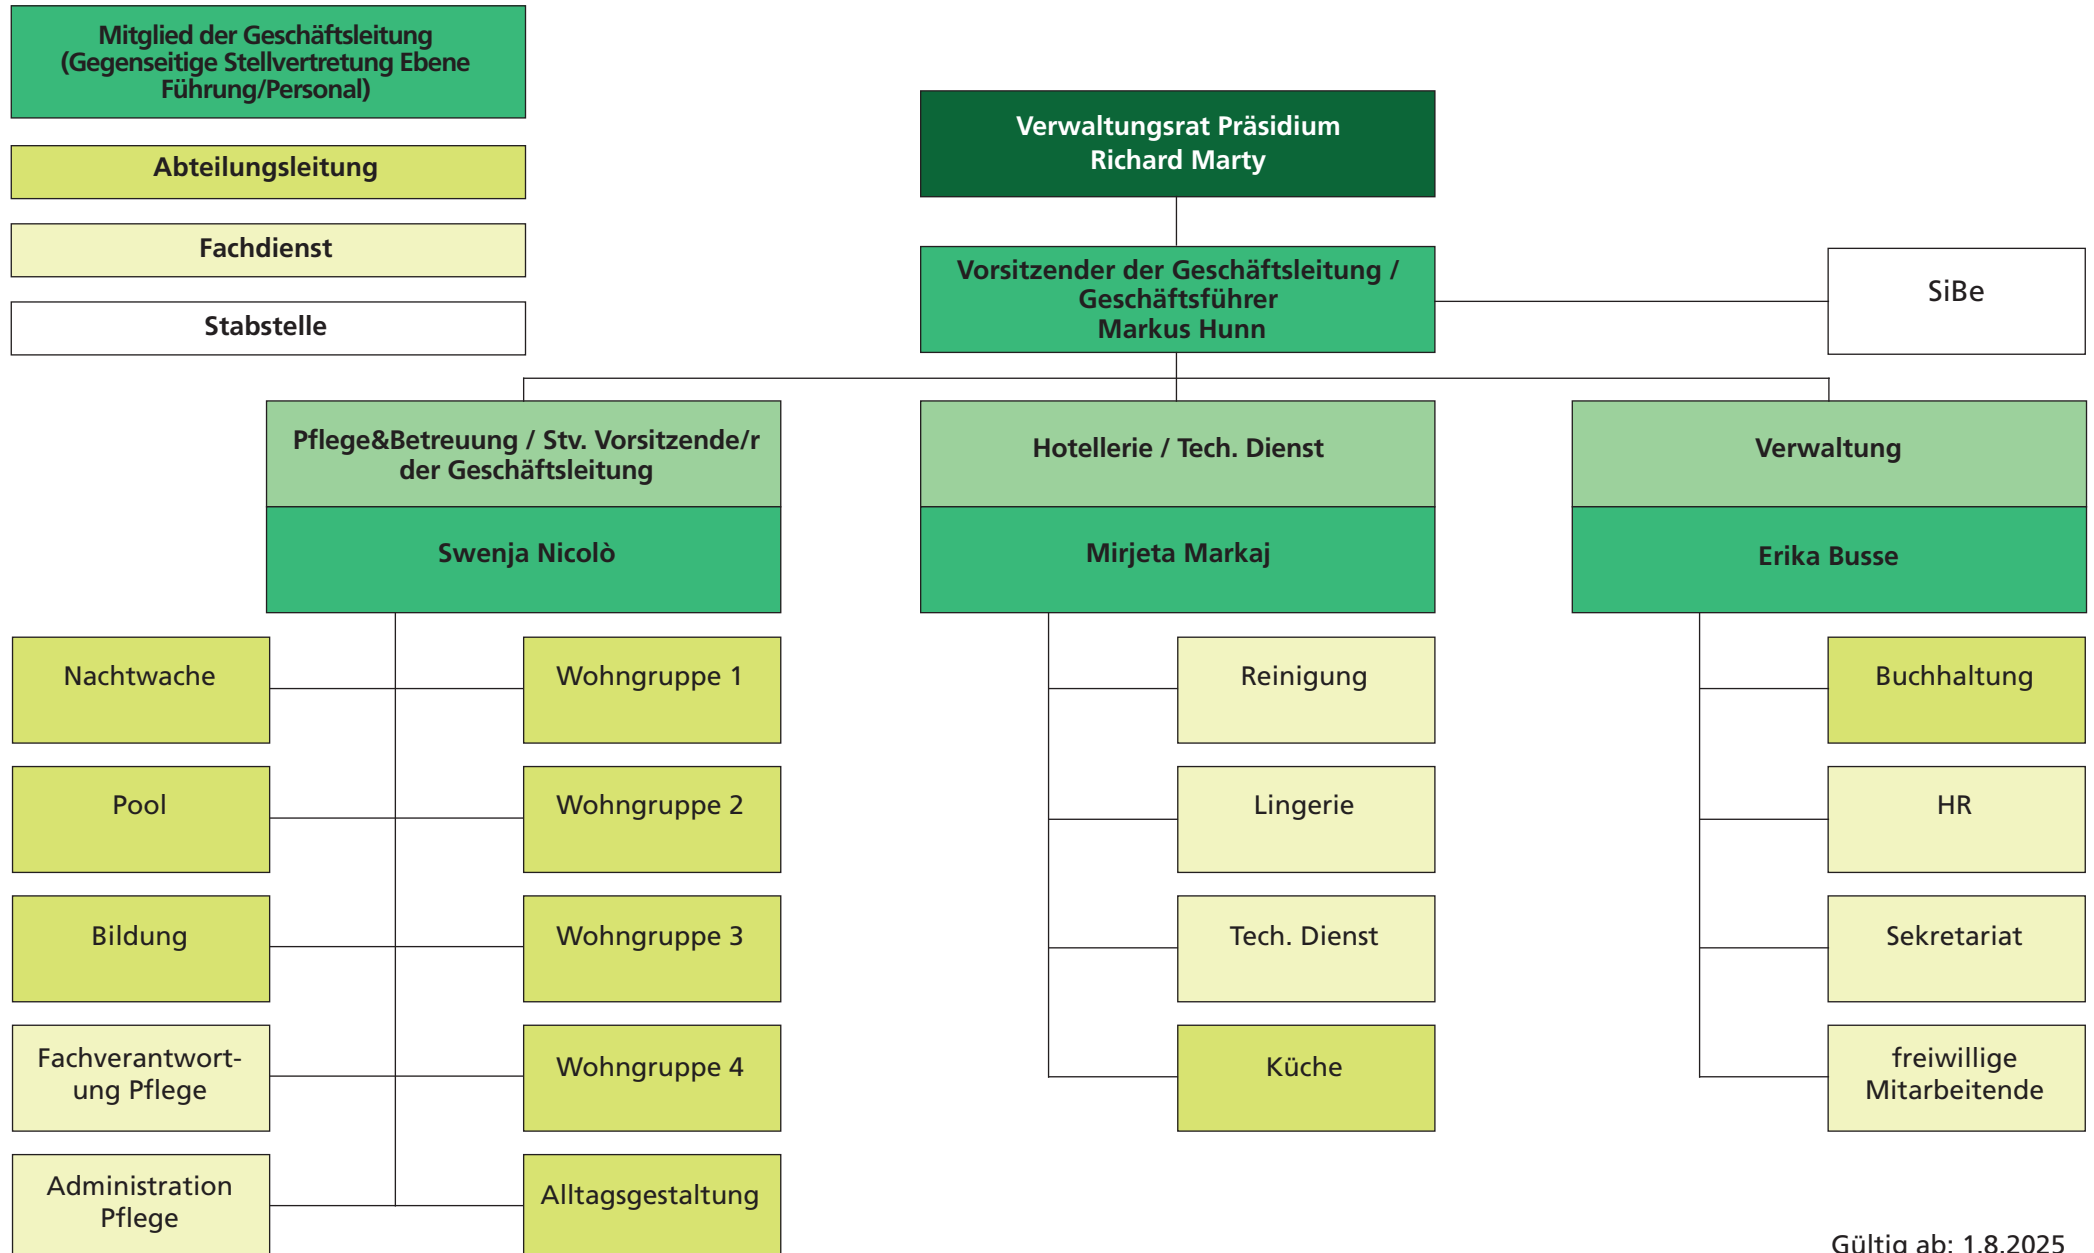 Mitglied der Geschäftsleitung
(Gegenseitige Stellvertretung Ebene
Führung/Personal)
Abteilungsleitung
Fachdienst
Stabstelle
Verwaltungsrat Präsidium
Richard Marty
Vorsitzender der Geschäftsleitung /
Geschäftsführer
Markus Hunn
SiBe
Pflege&Betreuung / Stv. Vorsitzende/r
der Geschäftsleitung
Swenja Nicolò
Hotellerie / Tech. Dienst
Mirjeta Markaj
Verwaltung
Erika Busse
Nachtwache
Pool
Bildung
Fachverantwort-
ung Pflege
Administration
Pflege
Wohngruppe 1
Wohngruppe 2
Wohngruppe 3
Wohngruppe 4
Alltagsgestaltung
Reinigung
Lingerie
Tech. Dienst
Küche
Buchhaltung
HR
Sekretariat
freiwillige
Mitarbeitende
Gültig ab: 1.8.2025